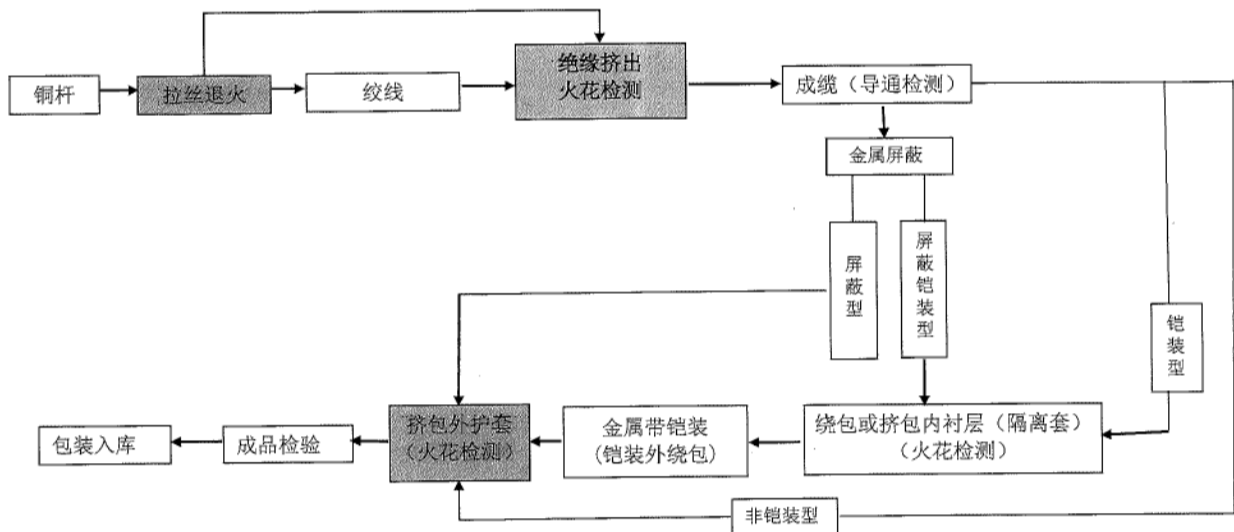 铜杆
拉丝退火
绞线
绝缘挤出
火花检测
成缆（导通检测）
金属屏蔽
屏蔽型
屏蔽铠装型
铠装型
包装入库
成品检验
挤包外护套
（火花检测）
金属带铠装
(铠装外绕包)
绕包或挤包内衬层（隔离套）
（火花检测）
非铠装型